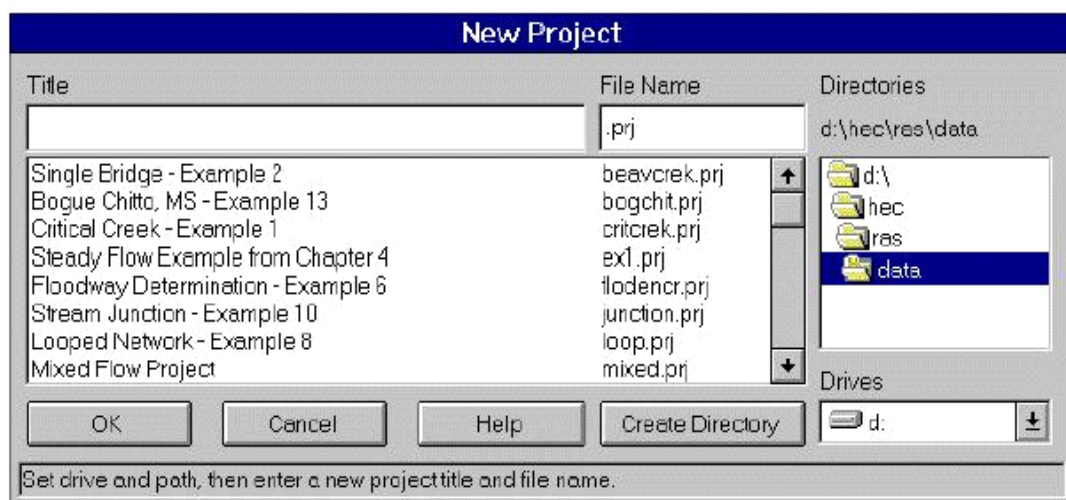 New Project
Title File Name Directories
.prj d:\hec\ras\data
Single Bridge - Example 2 beavcrek.prj
Bogue Chitto, MS - Example 13 bogchit.prj
Critical Creek - Example 1 critcrek.prj
Steady Flow Example from Chapter 4 ex1.prj
Floodway Determination - Example 6 flodencr.prj
Stream Junction - Example 10 junction.prj
Looped Network - Example 8 loop.prj
Mixed Flow Project mixed.prj
d:\
hec
ras
data
Drives
d:
OK Cancel Help Create Directory
Set drive and path, then enter a new project title and file name.